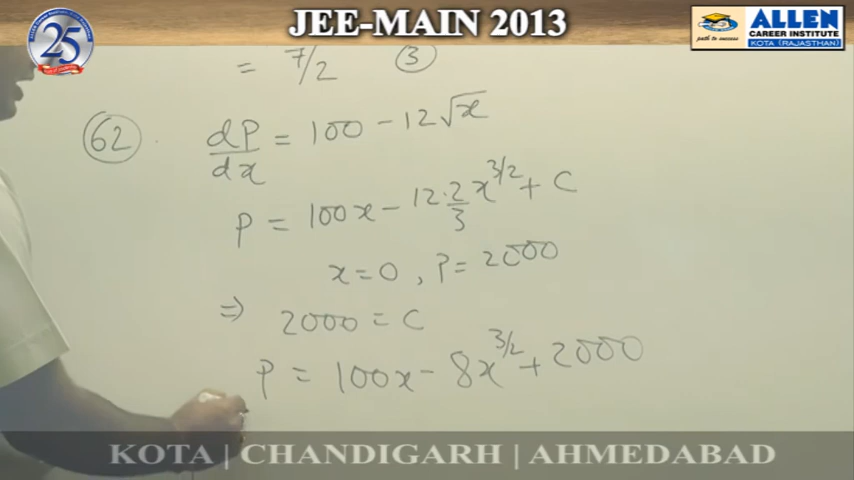 JEE-MAIN 2013
25
path to success
ALLEN
CAREER INSTITUTE
KOTA (RAJASTHAN)
= 7/2 (3)
(62) dP/dx = 100 - 12√x
P = 100x - 12·2/3 x^3/2 + C
x = 0, P = 2000
⇒ 2000 = C
P = 100x - 8x^3/2 + 2000
KOTA | CHANDIGARH | AHMEDABAD